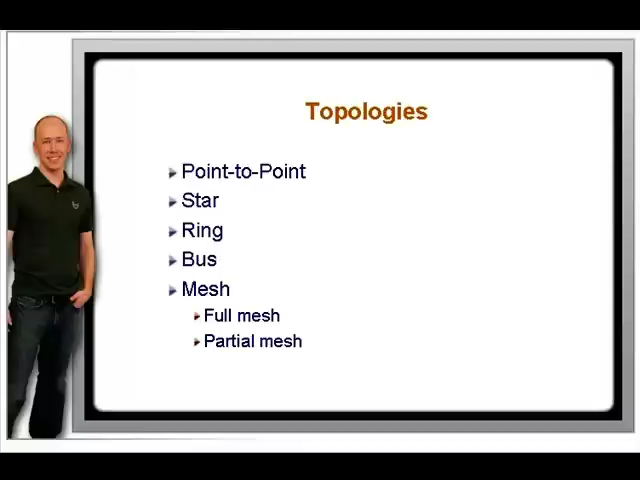 Topologies
Point-to-Point
Star
Ring
Bus
Mesh
Full mesh
Partial mesh